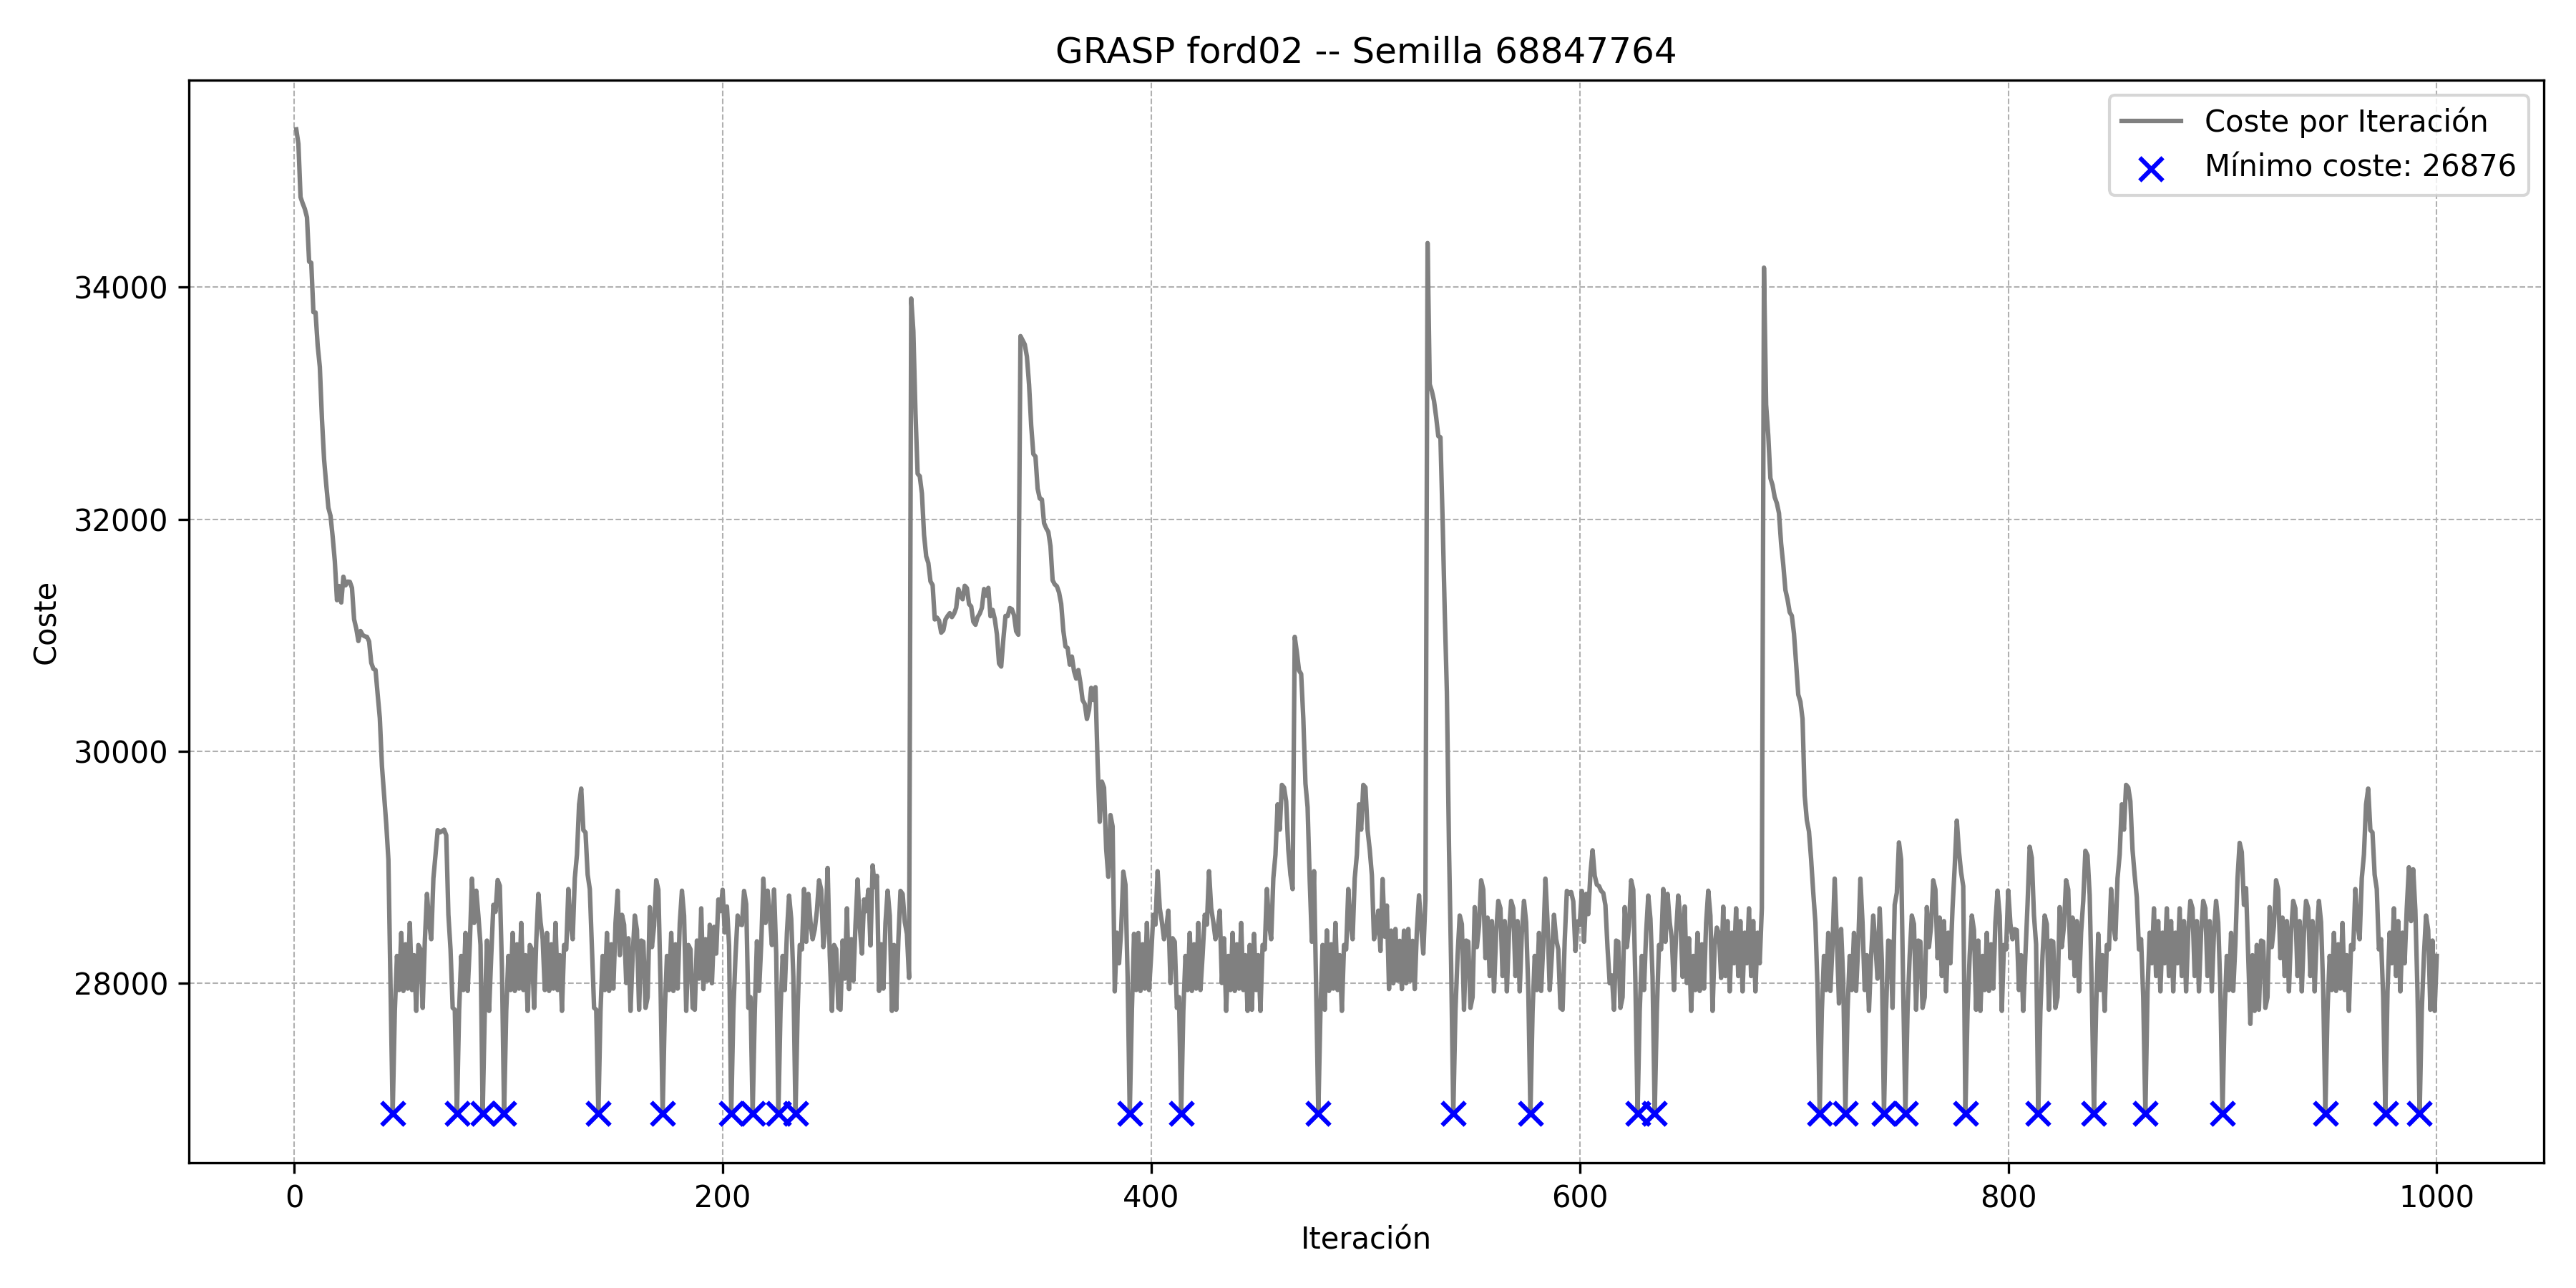 GRASP ford02 -- Semilla 68847764
Coste por Iteración
Mínimo coste: 26876
34000
32000
30000
28000
Coste
0
200
400
600
800
1000
Iteración